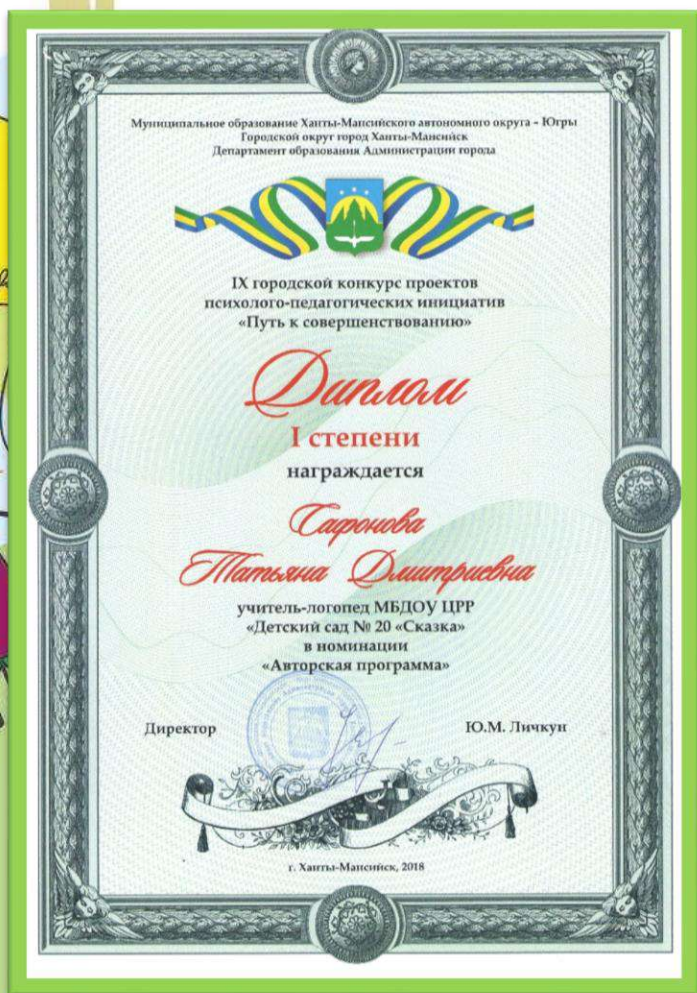 Муниципальное образование Ханты-Мансийского автономного округа – Югры
Городской округ город Ханты-Мансийск
Департамент образования Администрации города
IX городской конкурс проектов
психолого-педагогических инициатив
«Путь к совершенствованию»
Диплом
I степени
награждается
Сафонова
Татьяна Дмитриевна
учитель-логопед МБДОУ ЦРР
«Детский сад № 20 «Сказка»
в номинации
«Авторская программа»
Директор Ю.М. Личкун
г. Ханты-Мансийск, 2018